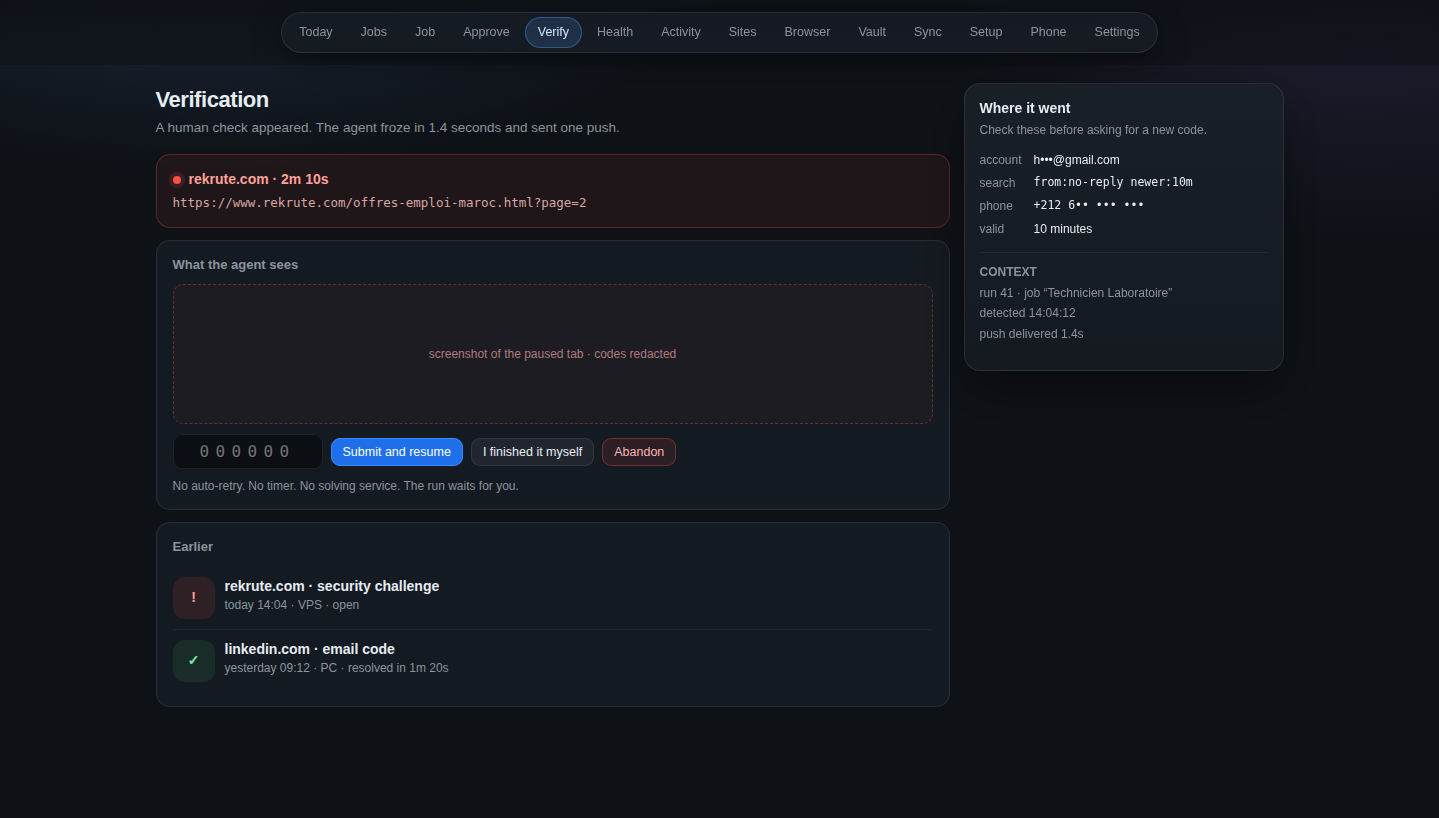 Today Jobs Job Approve Verify Health Activity Sites Browser Vault Sync Setup Phone Settings
Verification
A human check appeared. The agent froze in 1.4 seconds and sent one push.
rekrute.com · 2m 10s
https://www.rekrute.com/offres-emploi-maroc.html?page=2
What the agent sees
screenshot of the paused tab · codes redacted
000000
Submit and resume
I finished it myself
Abandon
No auto-retry. No timer. No solving service. The run waits for you.
Earlier
!
rekrute.com · security challenge
today 14:04 · VPS · open
✓
linkedin.com · email code
yesterday 09:12 · PC · resolved in 1m 20s
Where it went
Check these before asking for a new code.
account h•••@gmail.com
search from:no-reply newer:10m
phone +212 6•• ••• •••
valid 10 minutes
CONTEXT
run 41 · job “Technicien Laboratoire”
detected 14:04:12
push delivered 1.4s